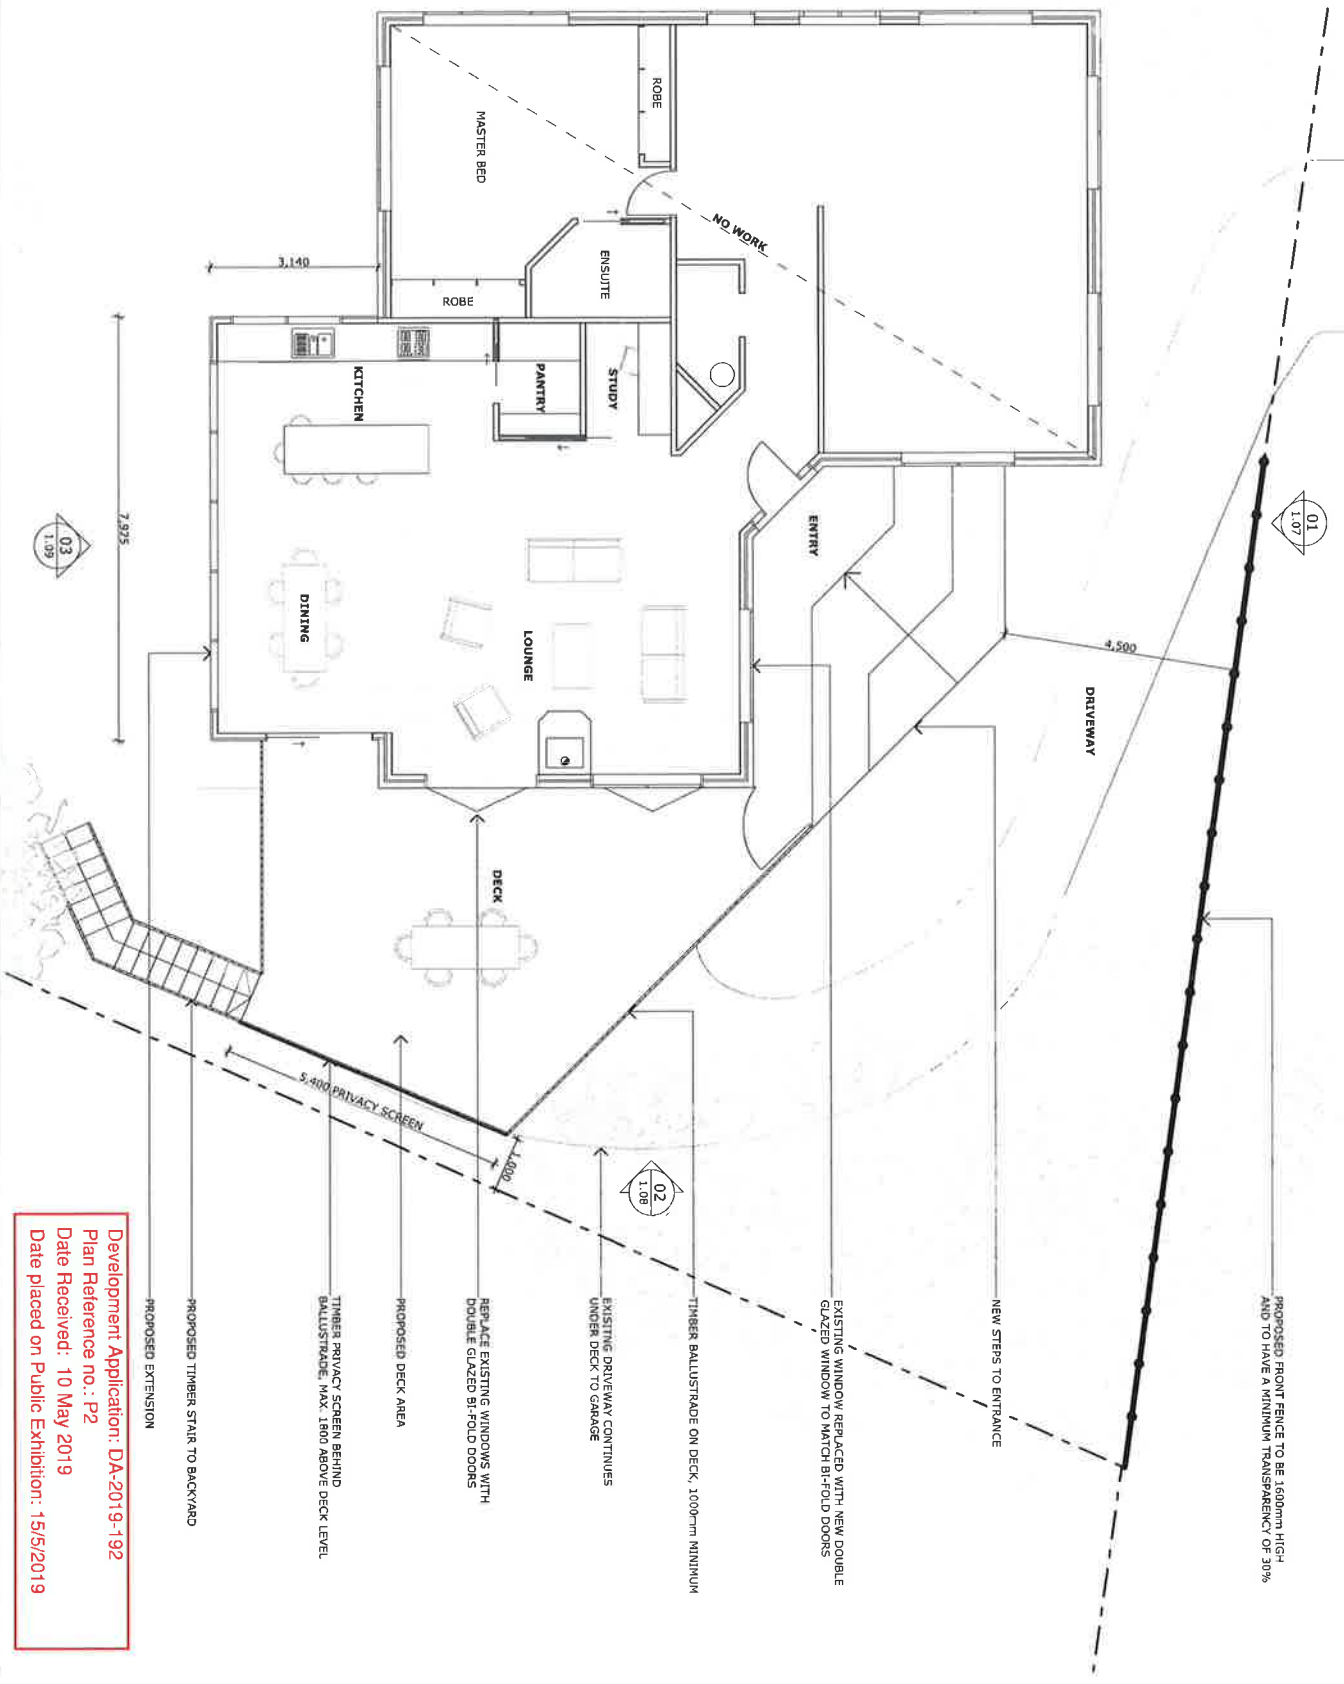 PROPOSED FRONT FENCE TO BE 1600mm HIGH
AND TO HAVE A MINIMUM TRANSPARENCY OF 30%
01
1.07
4,500
DRIVEWAY
NEW STEPS TO ENTRANCE
EXISTING WINDOW REPLACED WITH NEW DOUBLE
GLAZED WINDOW TO MATCH BI-FOLD DOORS
ENTRY
NO WORK
TIMBER BALLUSTRADE ON DECK, 1000mm MINIMUM
ROBE
02
1.08
EXISITNG DRIVEWAY CONTINUES
UNDER DECK TO GARAGE
ENSUITE
STUDY
LOUNGE
MASTER BED
PANTRY
DECK
1,000
REPLACE EXISTING WINDOWS WITH
DOUBLE GLAZED BI-FOLD DOORS
ROBE
PROPOSED DECK AREA
KITCHEN
DINING
5,400 PRIVACY SCREEN
TIMBER PRIVACY SCREEN BEHIND
BALLUSTRADE, MAX. 1800 ABOVE DECK LEVEL
3,140
PROPOSED TIMBER STAIR TO BACKYARD
PROPOSED EXTENSION
7,925
03
1.09
Development Application: DA-2019-192
Plan Reference no.: P2
Date Received: 10 May 2019
Date placed on Public Exhibition: 15/5/2019